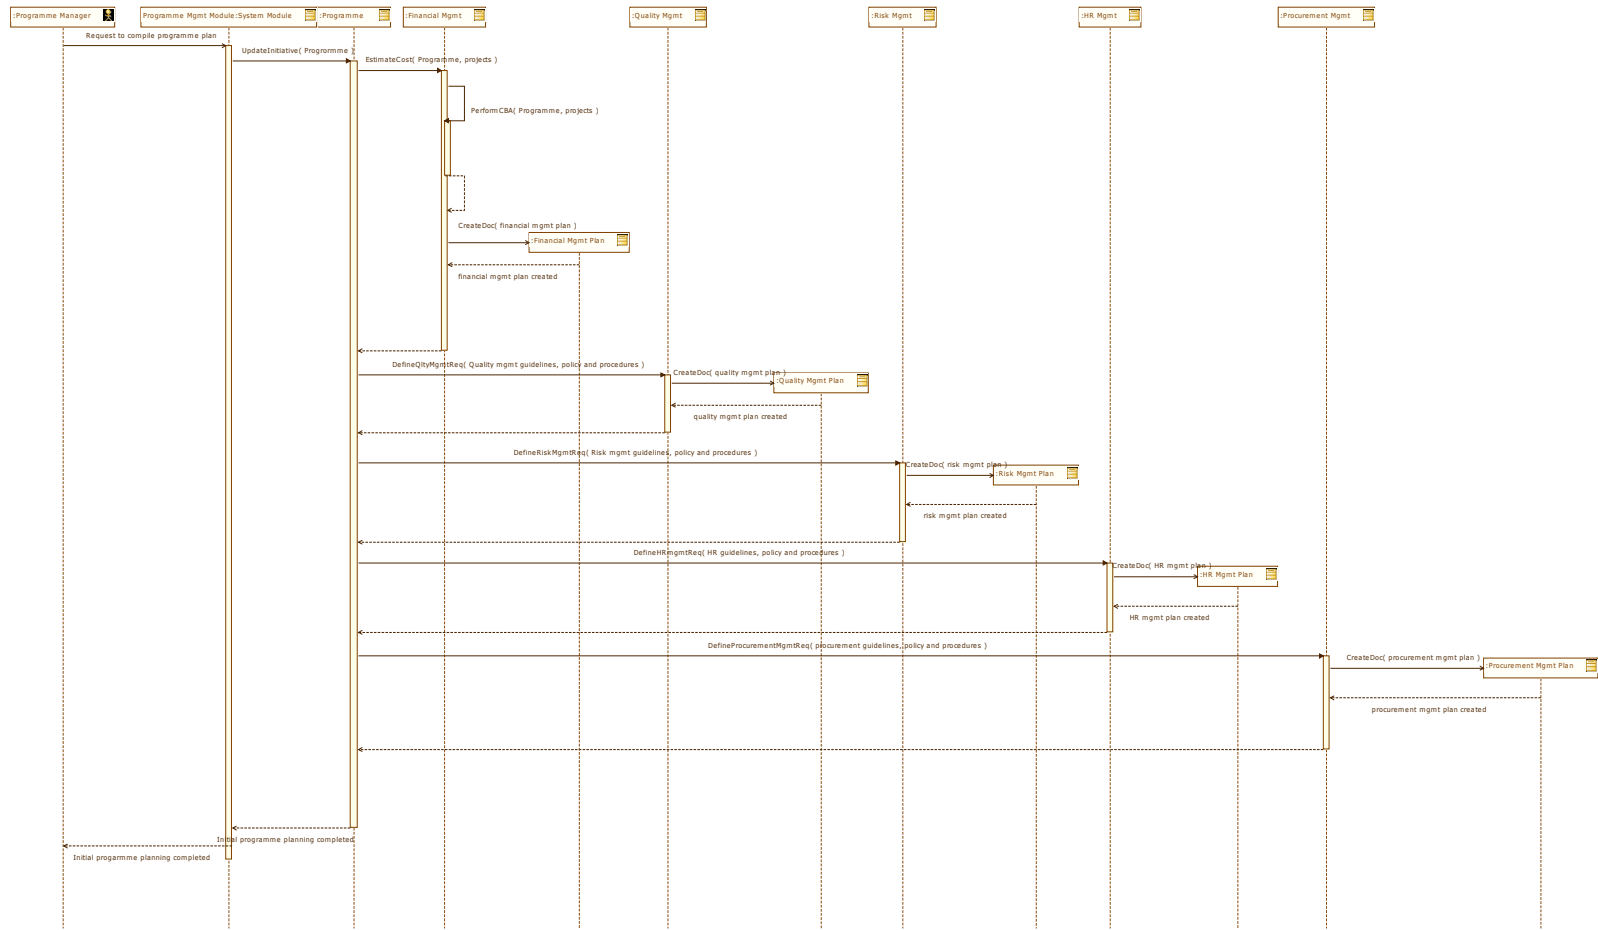 :Programme Manager
Programme Mgmt Module:System Module
:Programme
:Financial Mgmt
:Quality Mgmt
:Risk Mgmt
:HR Mgmt
:Procurement Mgmt
Request to compile programme plan
UpdateInitiative( Progrormme )
EstimateCost( Programme, projects )
PerformCBA( Programme, projects )
CreateDoc( financial mgmt plan )
:Financial Mgmt Plan
financial mgmt plan created
DefineQltyMgmtReq( Quality mgmt guidelines, policy and procedures )
CreateDoc( quality mgmt plan )
:Quality Mgmt Plan
quality mgmt plan created
DefineRiskMgmtReq( Risk mgmt guidelines, policy and procedures )
CreateDoc( risk mgmt plan )
:Risk Mgmt Plan
risk mgmt plan created
DefineHRmgmtReq( HR guidelines, policy and procedures )
CreateDoc( HR mgmt plan )
:HR Mgmt Plan
HR mgmt plan created
DefineProcurementMgmtReq( procurement guidelines, policy and procedures )
CreateDoc( procurement mgmt plan )
:Procurement Mgmt Plan
procurement mgmt plan created
Initial programme planning completed
Initial progarmme planning completed